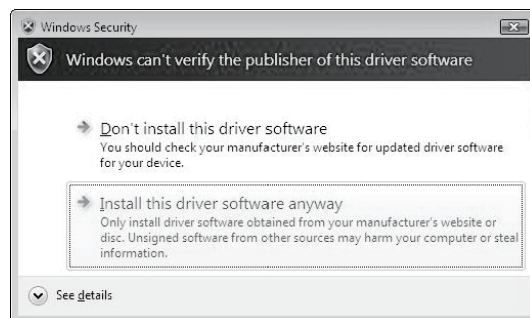 Windows Security
Windows can't verify the publisher of this driver software
Don't install this driver software
You should check your manufacturer's website for updated driver software
for your device.
Install this driver software anyway
Only install driver software obtained from your manufacturer's website or
disc. Unsigned software from other sources may harm your computer or steal
information.
See details